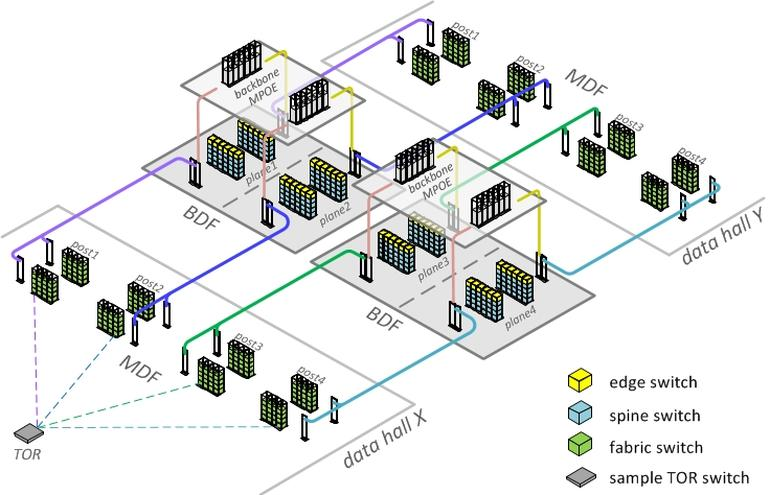 post1
post2
MDF
post3
post4
data hall Y
backbone
MPOE
plane1
plane2
BDF
backbone
MPOE
plane3
plane4
BDF
post1
post2
MDF
post3
post4
data hall X
TOR
edge switch
spine switch
fabric switch
sample TOR switch